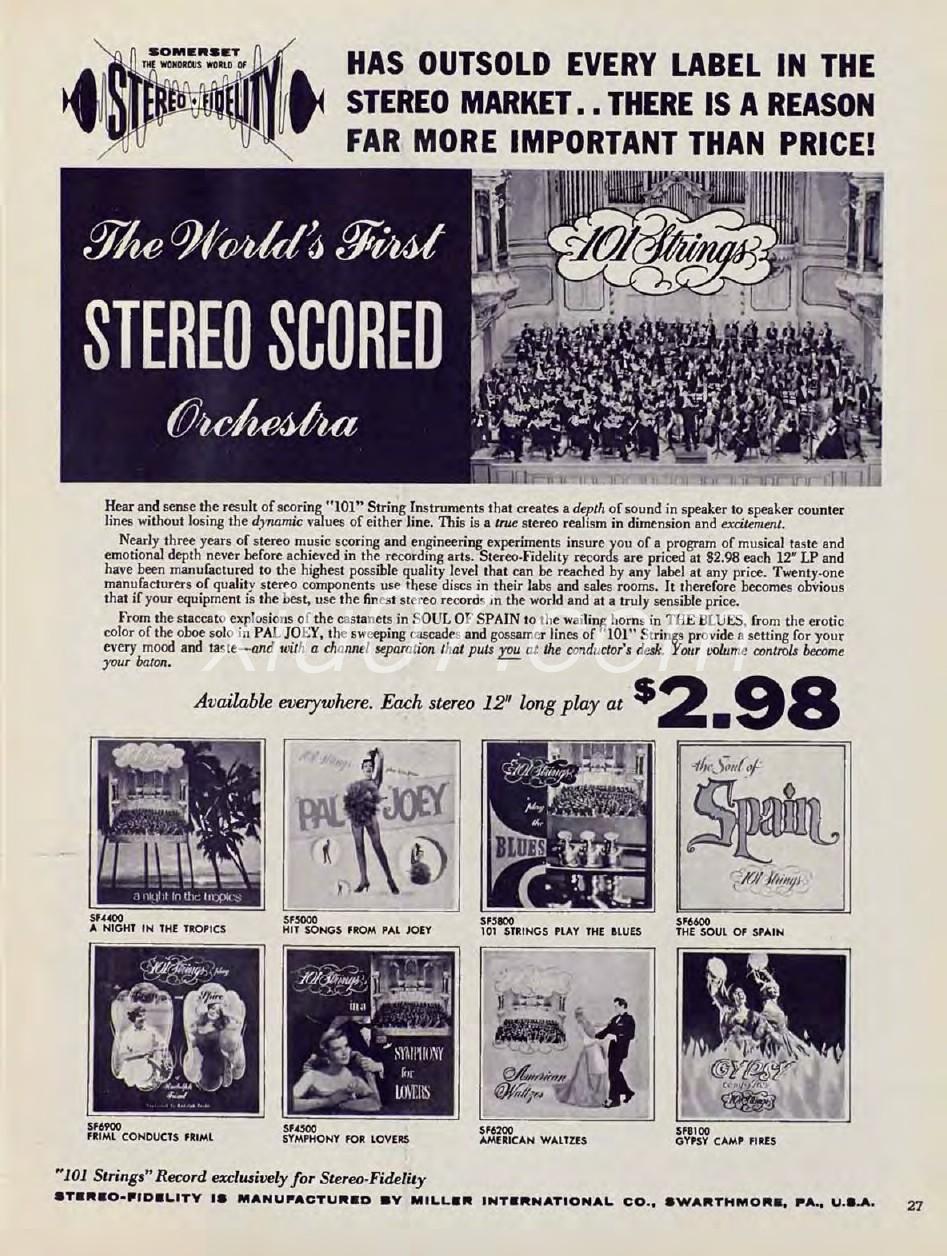 SOMERSET
THE WONDROUS WORLD OF
STEREO-FIDELITY
HAS OUTSOLD EVERY LABEL IN THE
STEREO MARKET.. THERE IS A REASON
FAR MORE IMPORTANT THAN PRICE!
The World's First
STEREO SCORED
Orchestra
101 Strings
Hear and sense the result of scoring "101" String Instruments that creates a depth of sound in speaker to speaker counter
lines without losing the dynamic values of either line. This is a true stereo realism in dimension and excitement.
Nearly three years of stereo music scoring and engineering experiments insure you of a program of musical taste and
emotional depth never before achieved in the recording arts. Stereo-Fidelity records are priced at $2.98 each 12" LP and
have been manufactured to the highest possible quality level that can be reached by any label at any price. Twenty-one
manufacturers of quality stereo components use these discs in their labs and sales rooms. It therefore becomes obvious
that if your equipment is the best, use the finest stereo records in the world and at a truly sensible price.
From the staccato explosions of the castanets in SOUL OF SPAIN to the wailing horns in THE BLUES, from the erotic
color of the oboe solo in PAL JOEY, the sweeping cascades and gossamer lines of "101" Strings provide a setting for your
every mood and taste—and with a channel separation that puts you at the conductor's desk. Your volume controls become
your baton.
Available everywhere. Each stereo 12" long play at $2.98
a night in the tropics
101 Strings
PAL JOEY
101 Strings
play
the
BLUES
the Soul of
Spain
101 Strings
SF4400
A NIGHT IN THE TROPICS
SF5000
HIT SONGS FROM PAL JOEY
SF5800
101 STRINGS PLAY THE BLUES
SF6600
THE SOUL OF SPAIN
101 Strings play
Rudolph
Friml
101 Strings
in a
SYMPHONY
for
LOVERS
American
Waltzes
GYPSY
campfires
101 Strings
SF6900
FRIML CONDUCTS FRIML
SF4500
SYMPHONY FOR LOVERS
SF6200
AMERICAN WALTZES
SF8100
GYPSY CAMP FIRES
"101 Strings" Record exclusively for Stereo-Fidelity
STEREO-FIDELITY IS MANUFACTURED BY MILLER INTERNATIONAL CO., SWARTHMORE, PA., U.S.A.
27